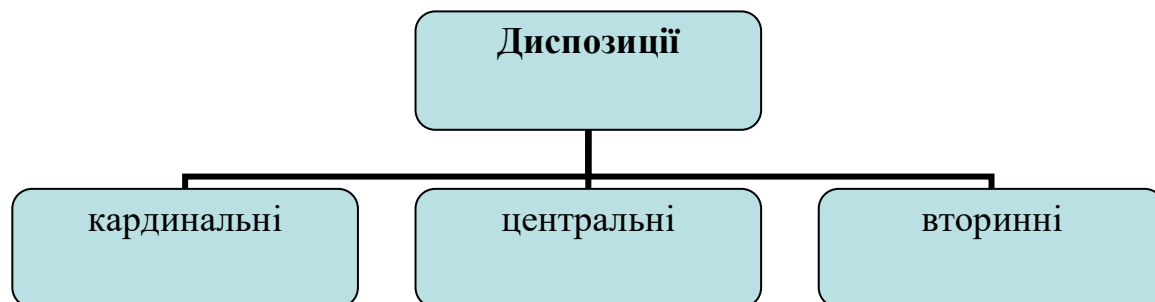 Диспозиції
кардинальні
центральні
вторинні